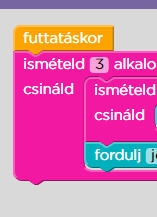 futtatáskor
ismételd 3 alkalo
csináld ismételd
csináld
fordulj